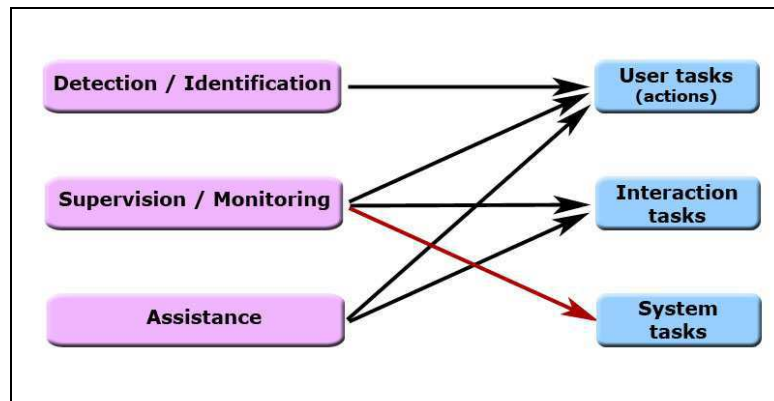 Detection / Identification
User tasks
(actions)
Supervision / Monitoring
Interaction
tasks
Assistance
System
tasks